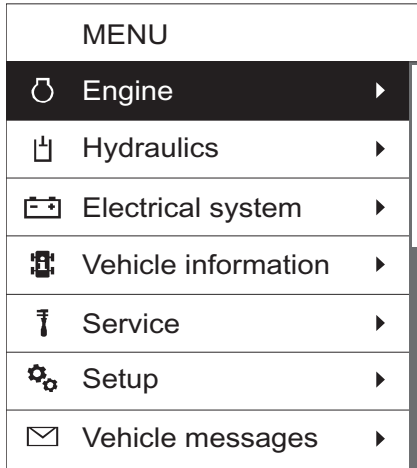 MENU
Engine
Hydraulics
Electrical system
Vehicle information
Service
Setup
Vehicle messages